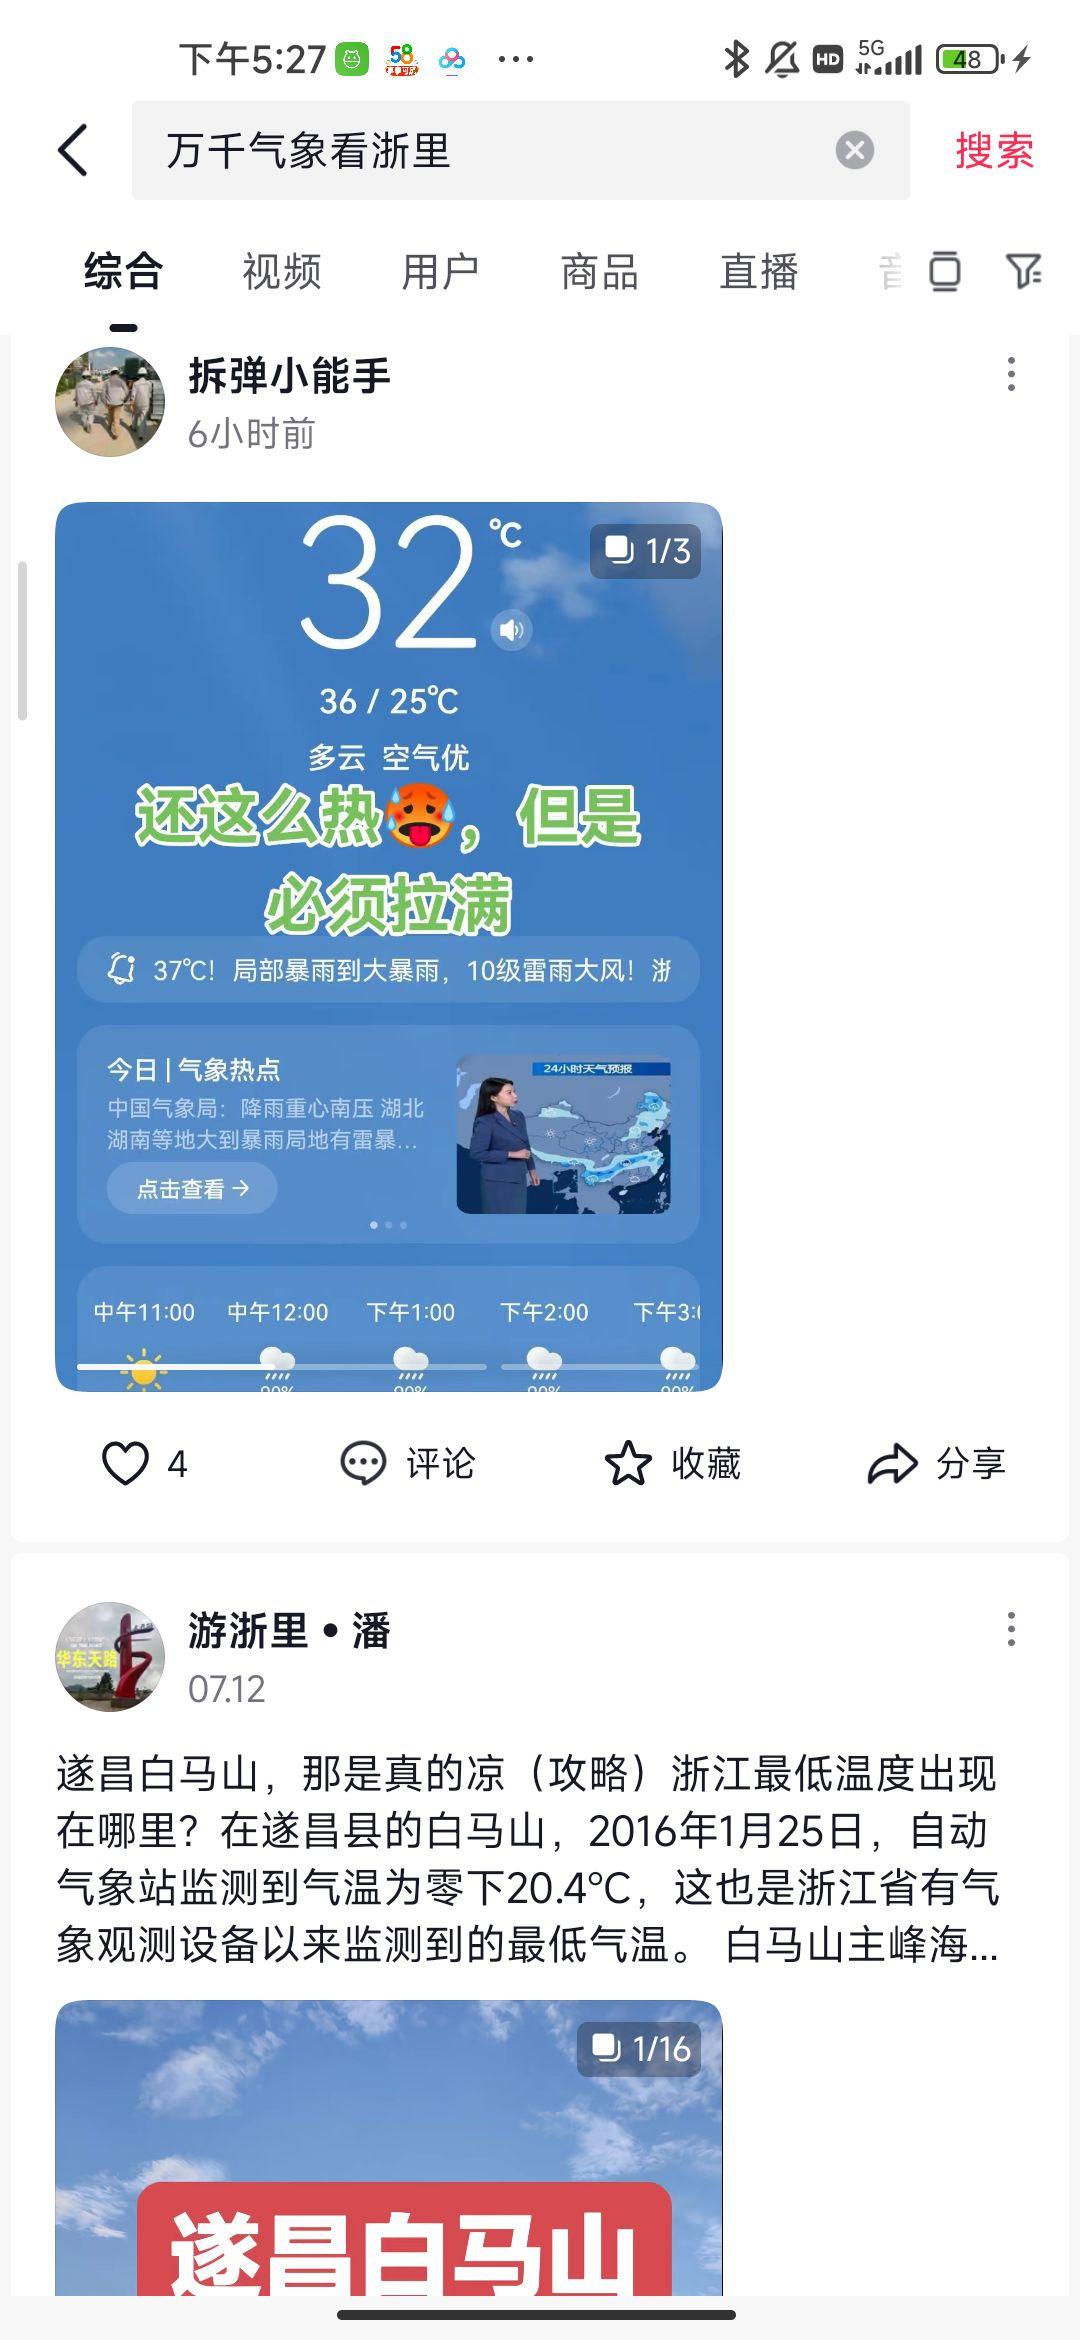 下午5:27
58
HD
5G
48
万千气象看浙里
搜索
综合
视频
用户
商品
直播
拆弹小能手
6小时前
32℃
1/3
36 / 25℃
多云 空气优
还这么热🥵，但是
必须拉满
37℃！局部暴雨到大暴雨，10级雷雨大风！浙
今日 | 气象热点
24小时天气预报
中国气象局：降雨重心南压 湖北
湖南等地大到暴雨局地有雷暴...
点击查看→
中午11:00
中午12:00
下午1:00
下午2:00
下午3:0
4
评论
收藏
分享
游浙里•潘
华东天路
07.12
遂昌白马山，那是真的凉（攻略）浙江最低温度出现
在哪里？在遂昌县的白马山，2016年1月25日，自动
气象站监测到气温为零下20.4℃，这也是浙江省有气
象观测设备以来监测到的最低气温。 白马山主峰海...
1/16
遂昌白马山